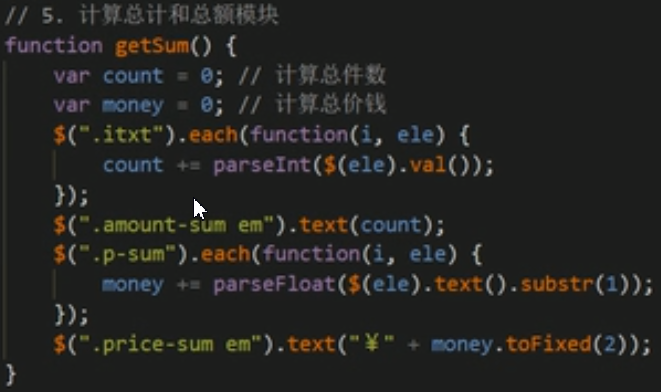 // 5. 计算总计和总额模块
function getSum() {
    var count = 0; // 计算总件数
    var money = 0; // 计算总价钱
    $(".itxt").each(function(i, ele) {
        count += parseInt($(ele).val());
    });
    $(".amount-sum em").text(count);
    $(".p-sum").each(function(i, ele) {
        money += parseFloat($(ele).text().substr(1));
    });
    $(".price-sum em").text("￥" + money.toFixed(2));
}